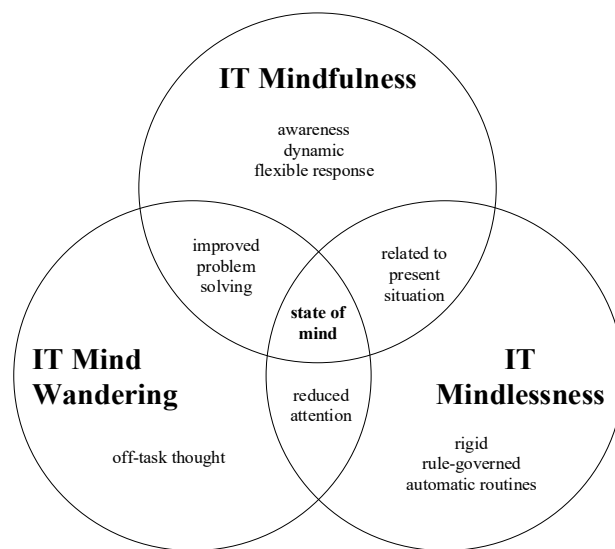 IT Mindfulness
awareness
dynamic
flexible response
improved
problem
solving
related to
present
situation
state of
mind
IT Mind
Wandering
IT
Mindlessness
reduced
attention
off-task thought
rigid
rule-governed
automatic routines